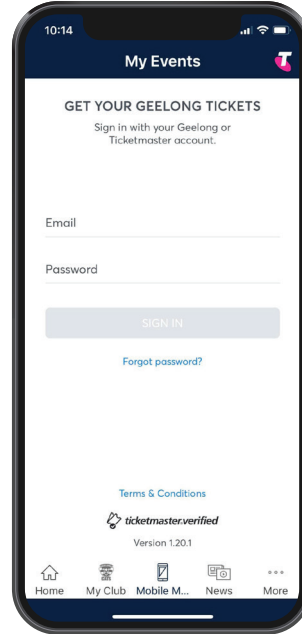 10:14
My Events
GET YOUR GEELONG TICKETS
Sign in with your Geelong or
Ticketmaster account.
Email
Password
SIGN IN
Forgot password?
Terms & Conditions
ticketmaster.verified
Version 1.20.1
Home My Club Mobile M... News More